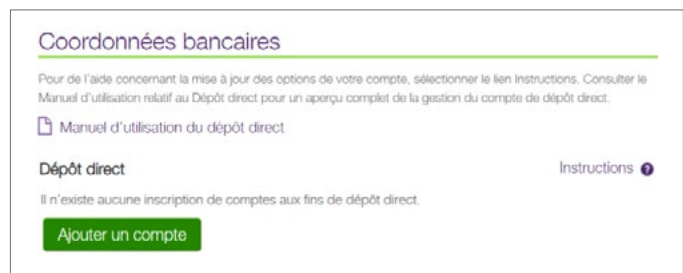 Coordonnées bancaires
Pour de l'aide concernant la mise à jour des options de votre compte, sélectionner le lien Instructions. Consulter le
Manuel d'utilisation relatif au Dépôt direct pour un aperçu complet de la gestion du compte de dépôt direct.
Manuel d'utilisation du dépôt direct
Dépôt direct
Instructions ?
Il n'existe aucune inscription de comptes aux fins de dépôt direct.
Ajouter un compte